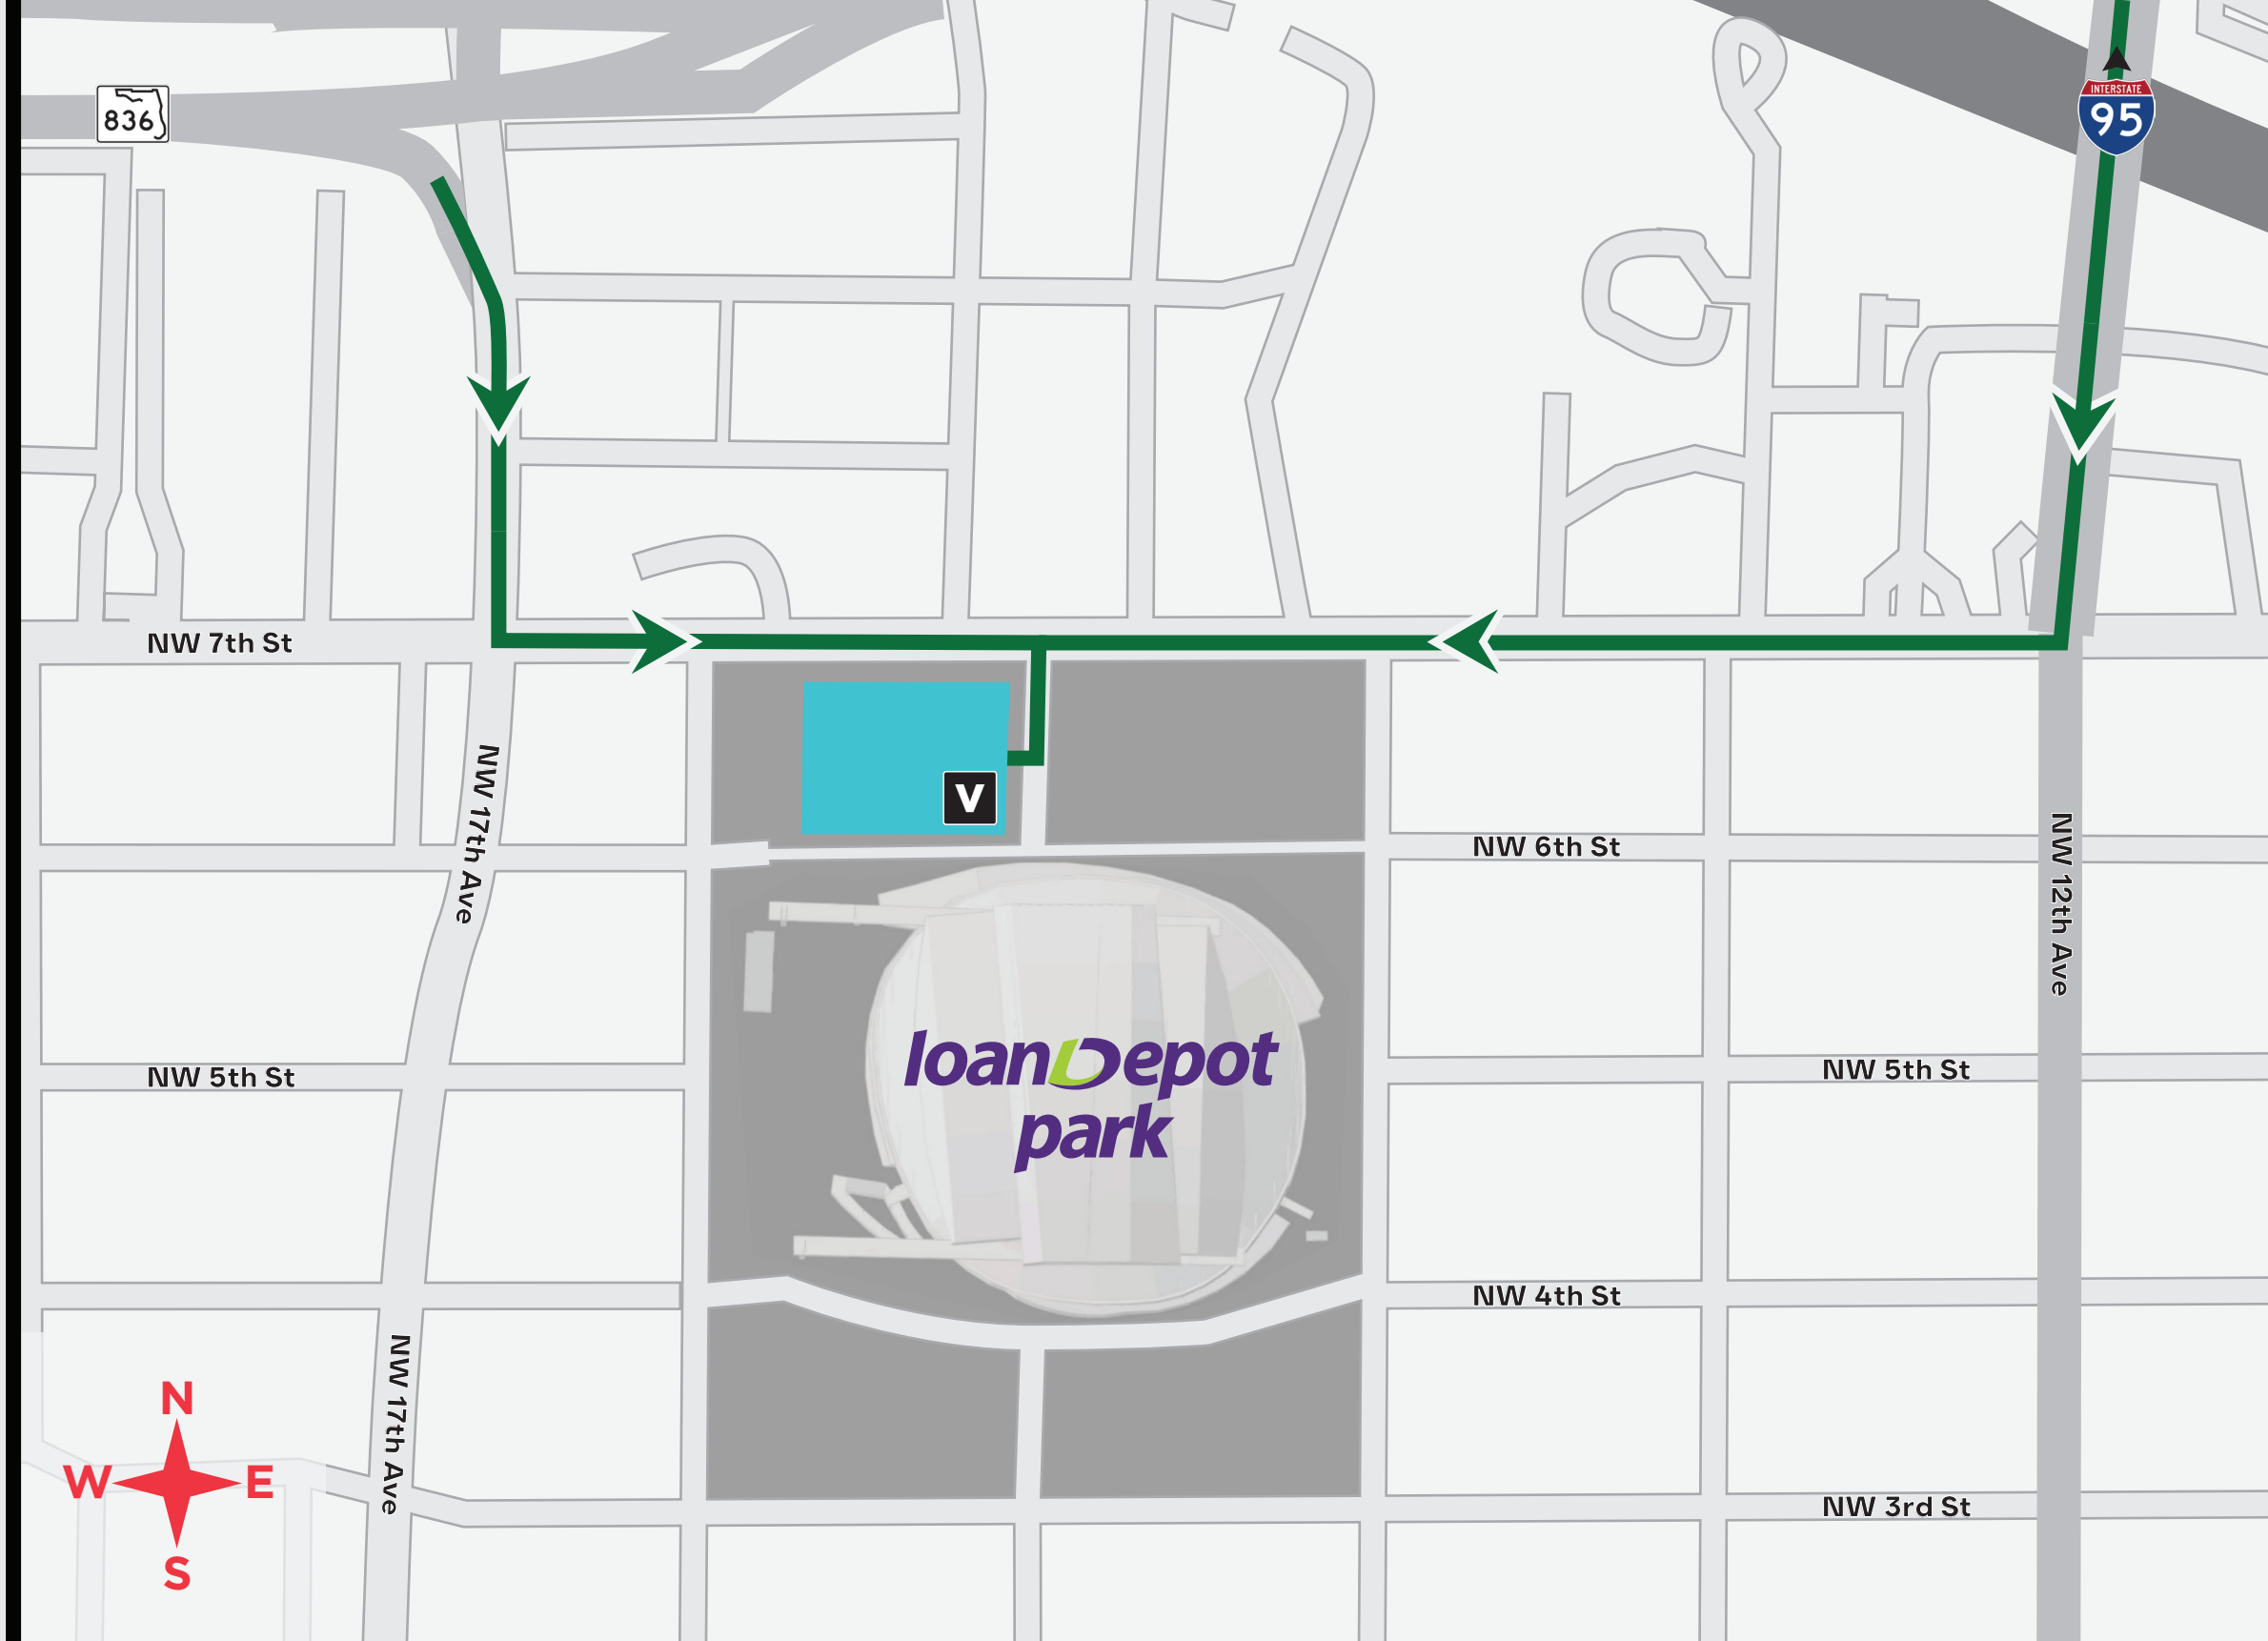 INTERSTATE
95
836
NW 7th St
V
NW 17th Ave
NW 6th St
NW 12th Ave
loanDepot
park
NW 5th St
NW 5th St
NW 4th St
NW 17th Ave
N
W
E
S
NW 3rd St